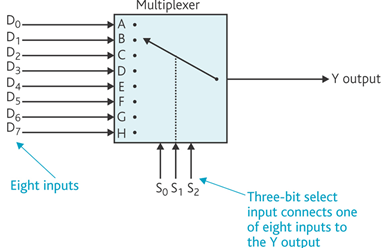 Multiplexer
D₀ A
D₁ B
D₂ C
D₃ D
D₄ E
D₅ F
D₆ G
D₇ H
Y output
Eight inputs
S₀ S₁ S₂
Three-bit select
input connects one
of eight inputs to
the Y output